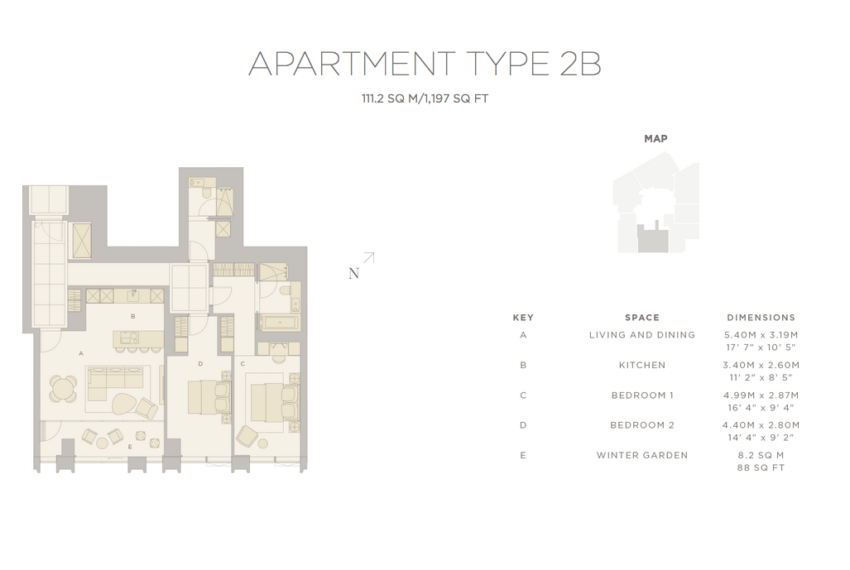 APARTMENT TYPE 2B
111.2 SQ M/1,197 SQ FT
MAP
N
B
A
D
C
E
KEY SPACE DIMENSIONS
A LIVING AND DINING 5.40M x 3.19M
17' 7" x 10' 5"
B KITCHEN 3.40M x 2.60M
11' 2" x 8' 5"
C BEDROOM 1 4.99M x 2.87M
16' 4" x 9' 4"
D BEDROOM 2 4.40M x 2.80M
14' 4" x 9' 2"
E WINTER GARDEN 8.2 SQ M
88 SQ FT